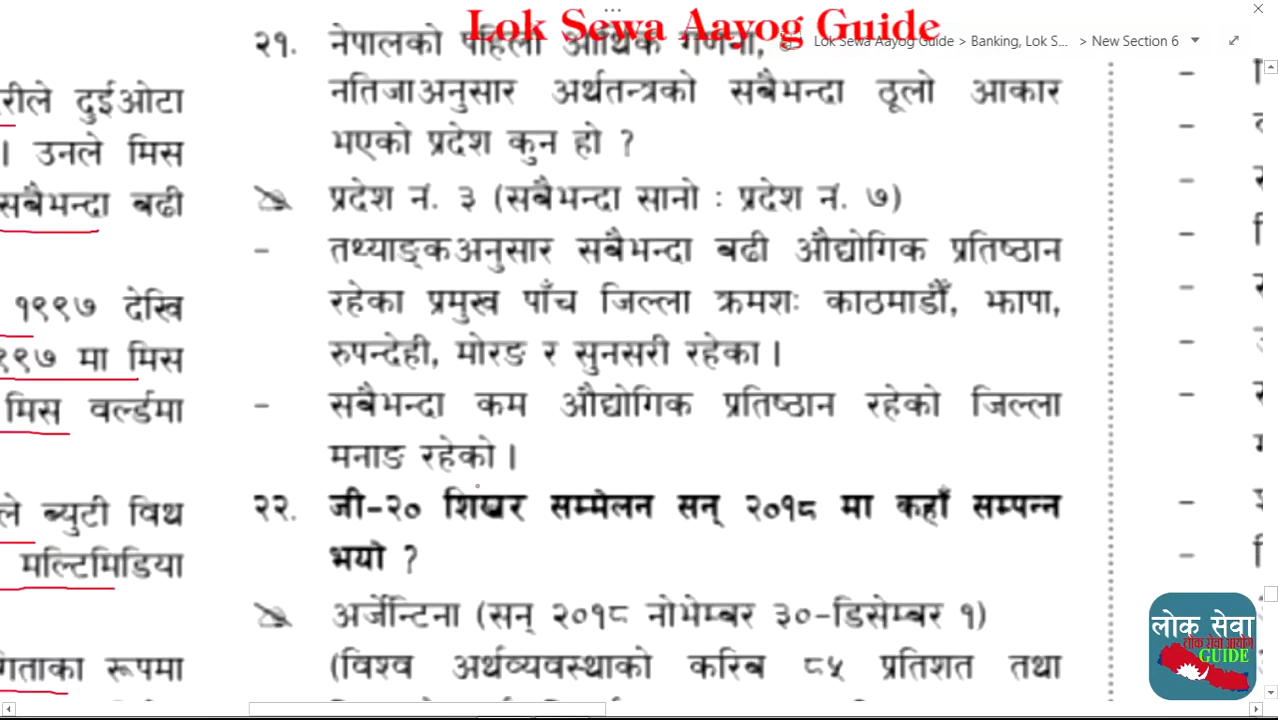 Lok Sewa Aayog Guide
Lok Sewa Aayog Guide > Banking, Lok S... > New Section 6
रीले दुईओटा
। उनले मिस
सबैभन्दा बढी
१९९७ देखि
९९७ मा मिस
मिस वर्ल्डमा
ले ब्युटी विथ
मल्टिमिडिया
गिताका रूपमा
२१. नेपालको पहिलो आर्थिक गणना,
नतिजाअनुसार अर्थतन्त्रको सबैभन्दा ठूलो आकार
भएको प्रदेश कुन हो ?
प्रदेश नं. ३ (सबैभन्दा सानो : प्रदेश नं. ७)
- तथ्याङ्कअनुसार सबैभन्दा बढी औद्योगिक प्रतिष्ठान
रहेका प्रमुख पाँच जिल्ला क्रमशः काठमाडौँ, झापा,
रुपन्देही, मोरङ र सुनसरी रहेका ।
- सबैभन्दा कम औद्योगिक प्रतिष्ठान रहेको जिल्ला
मनाङ रहेको ।
२२. जी-२० शिखर सम्मेलन सन् २०१८ मा कहाँ सम्पन्न
भयो ?
अर्जेन्टिना (सन् २०१८ नोभेम्बर ३०-डिसेम्बर १)
(विश्व अर्थव्यवस्थाको करिब ८५ प्रतिशत तथा
लोक सेवा
लोक सेवा आयोग
GUIDE